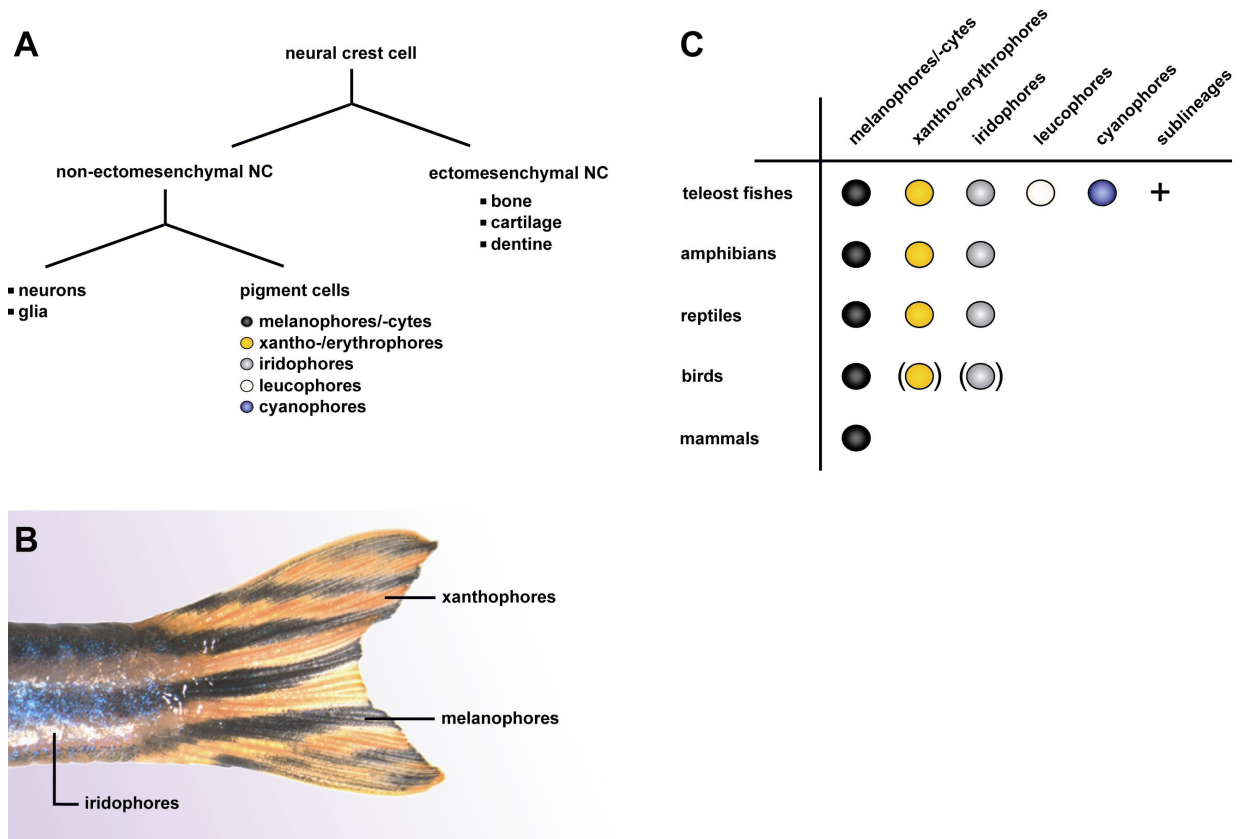 A
neural crest cell
non-ectomesenchymal NC
ectomesenchymal NC
▪ bone
▪ cartilage
▪ dentine
▪ neurons
▪ glia
pigment cells
melanophores/-cytes
xantho-/erythrophores
iridophores
leucophores
cyanophores
B
xanthophores
melanophores
iridophores
C
melanophores/-cytes
xantho-/erythrophores
iridophores
leucophores
cyanophores
sublineages
teleost fishes +
amphibians
reptiles
birds ( ) ( )
mammals